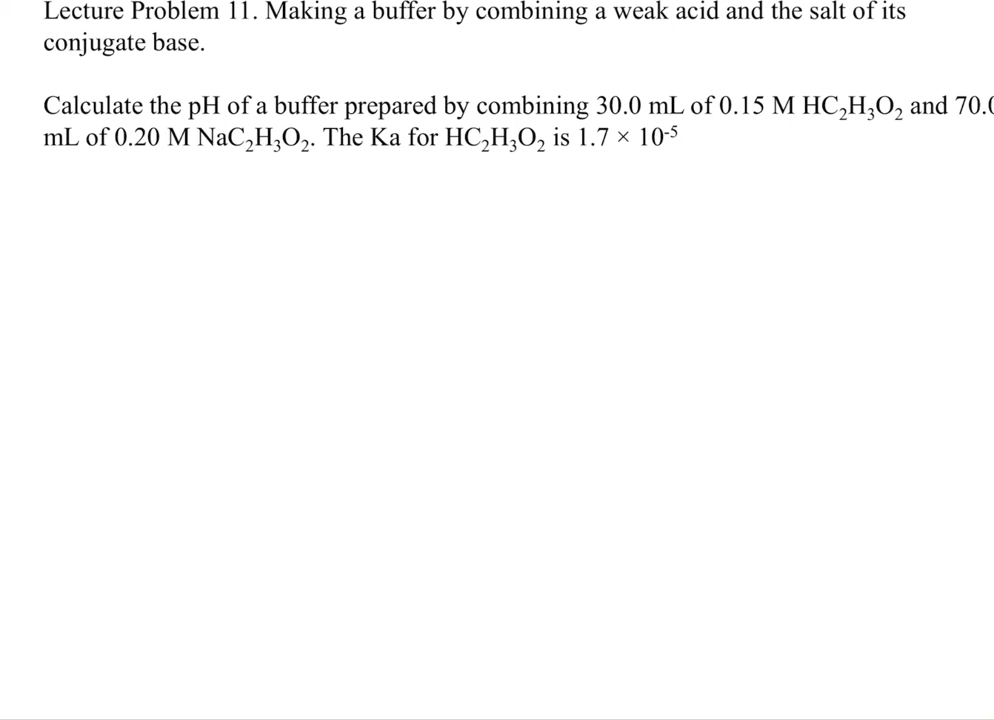 Lecture Problem 11. Making a buffer by combining a weak acid and the salt of its
conjugate base.
Calculate the pH of a buffer prepared by combining 30.0 mL of 0.15 M HC₂H₃O₂ and 70.0
mL of 0.20 M NaC₂H₃O₂. The Ka for HC₂H₃O₂ is 1.7 × 10⁻⁵